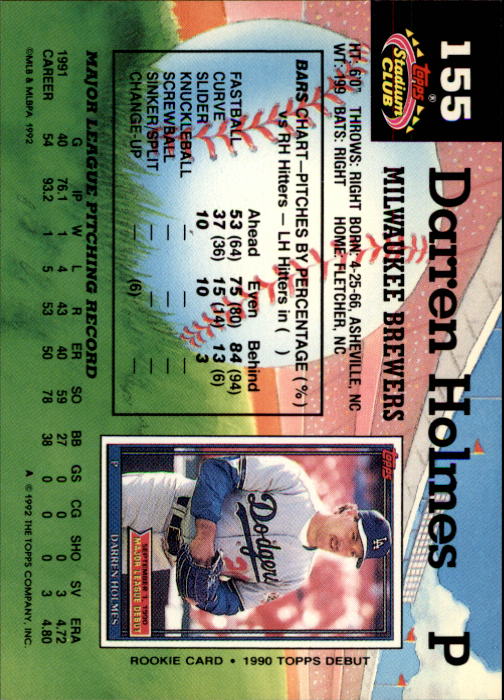 155
Topps
Stadium
CLUB
®
Darren Holmes P
MILWAUKEE BREWERS
HT: 6'0" THROWS: RIGHT BORN: 4-25-66, ASHEVILLE, NC
WT: 199 BATS: RIGHT HOME: FLETCHER, NC
BARS CHART—PITCHES BY PERCENTAGE (%)
vs RH Hitters — LH Hitters in ( )
Ahead Even Behind
FASTBALL 53 (64) 75 (80) 84 (94)
CURVE 37 (36) 15 (14) 13 (6)
SLIDER 10 10 3
KNUCKLEBALL — — —
SCREWBALL — — —
SINKER/SPLIT — — —
CHANGE-UP — (6) —
Topps
Dodgers
LA
SEPTEMBER 1, 1990
MAJOR LEAGUE DEBUT
P DARREN HOLMES
ROOKIE CARD • 1990 TOPPS DEBUT
MAJOR LEAGUE PITCHING RECORD
G IP W L R ER SO BB GS CG SHO SV ERA
1991 40 76.1 1 4 43 40 59 27 0 0 0 3 4.72
CAREER 54 93.2 1 5 53 50 78 38 0 0 0 3 4.80
©MLB & MLBPA 1992
A © 1992 THE TOPPS COMPANY, INC.